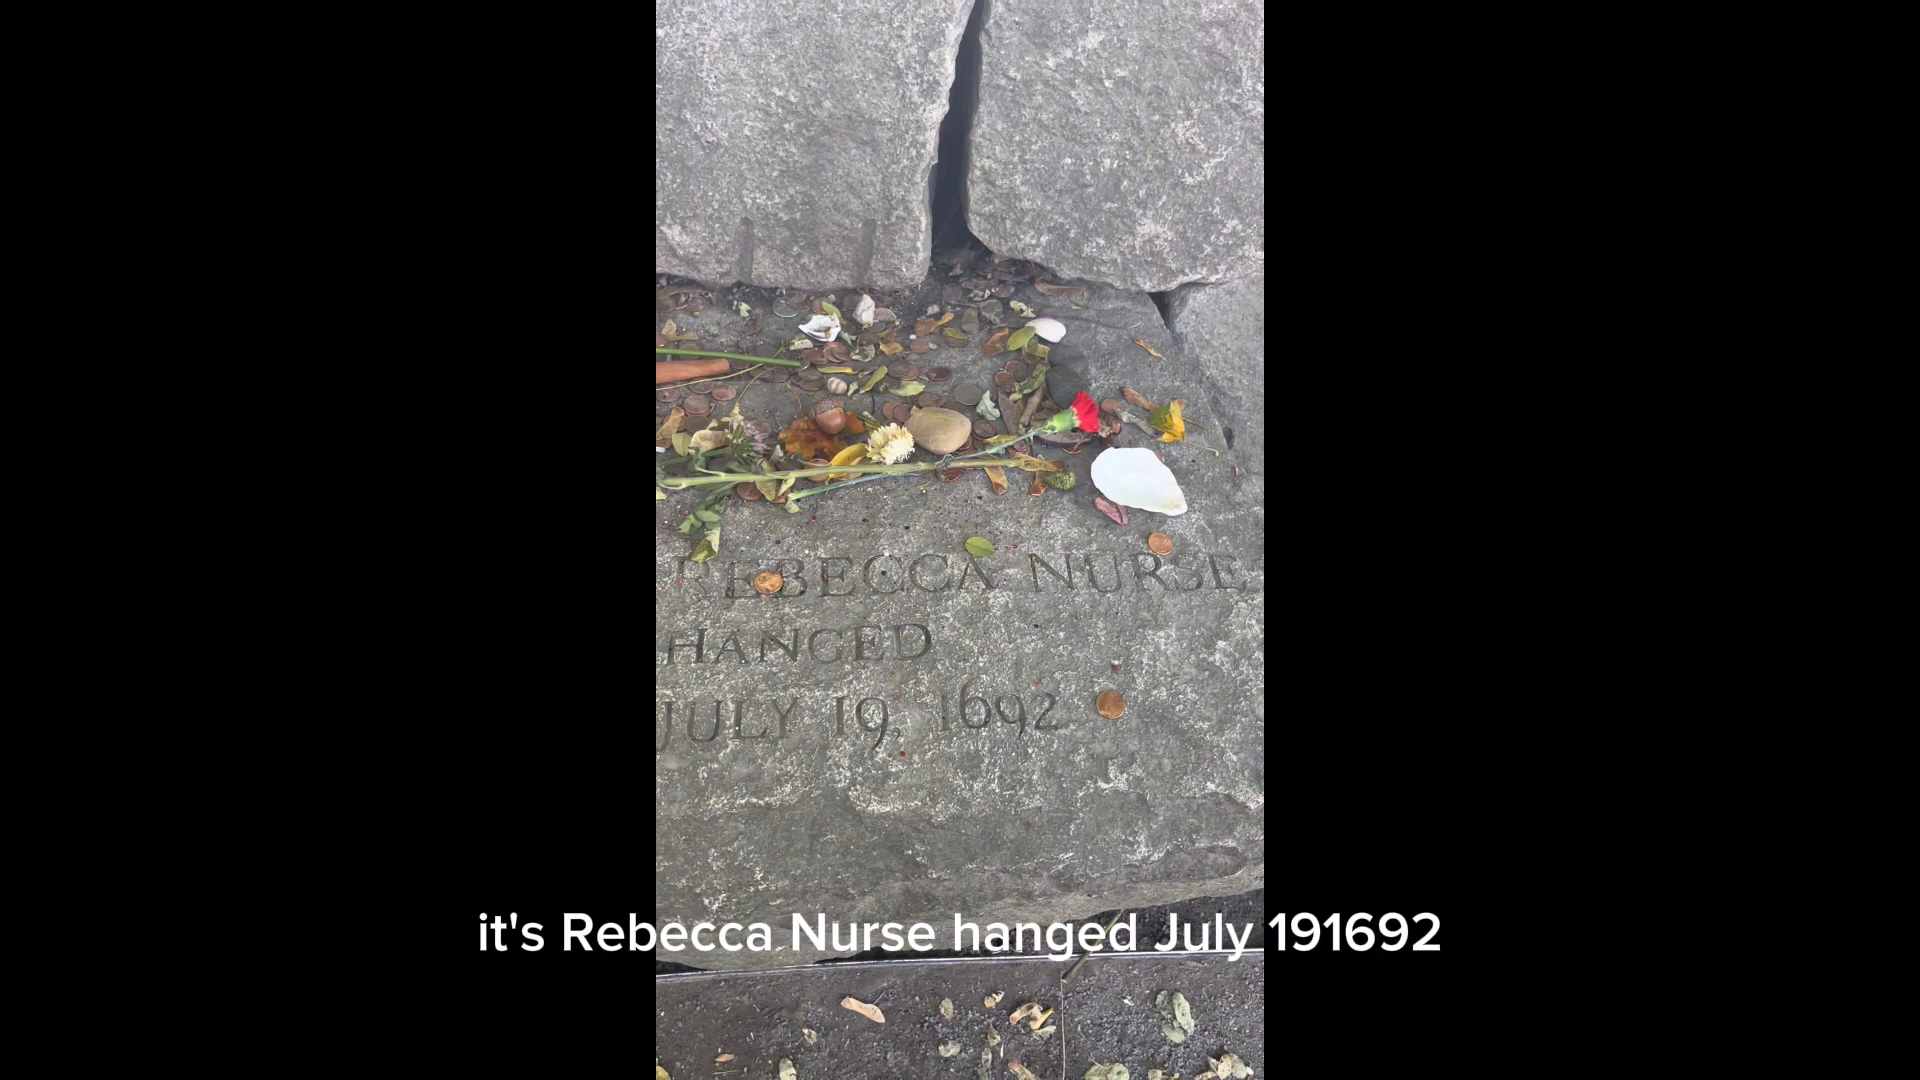 REBECCA NURSE
HANGED
JULY 19, 1692
it's Rebecca Nurse hanged July 191692